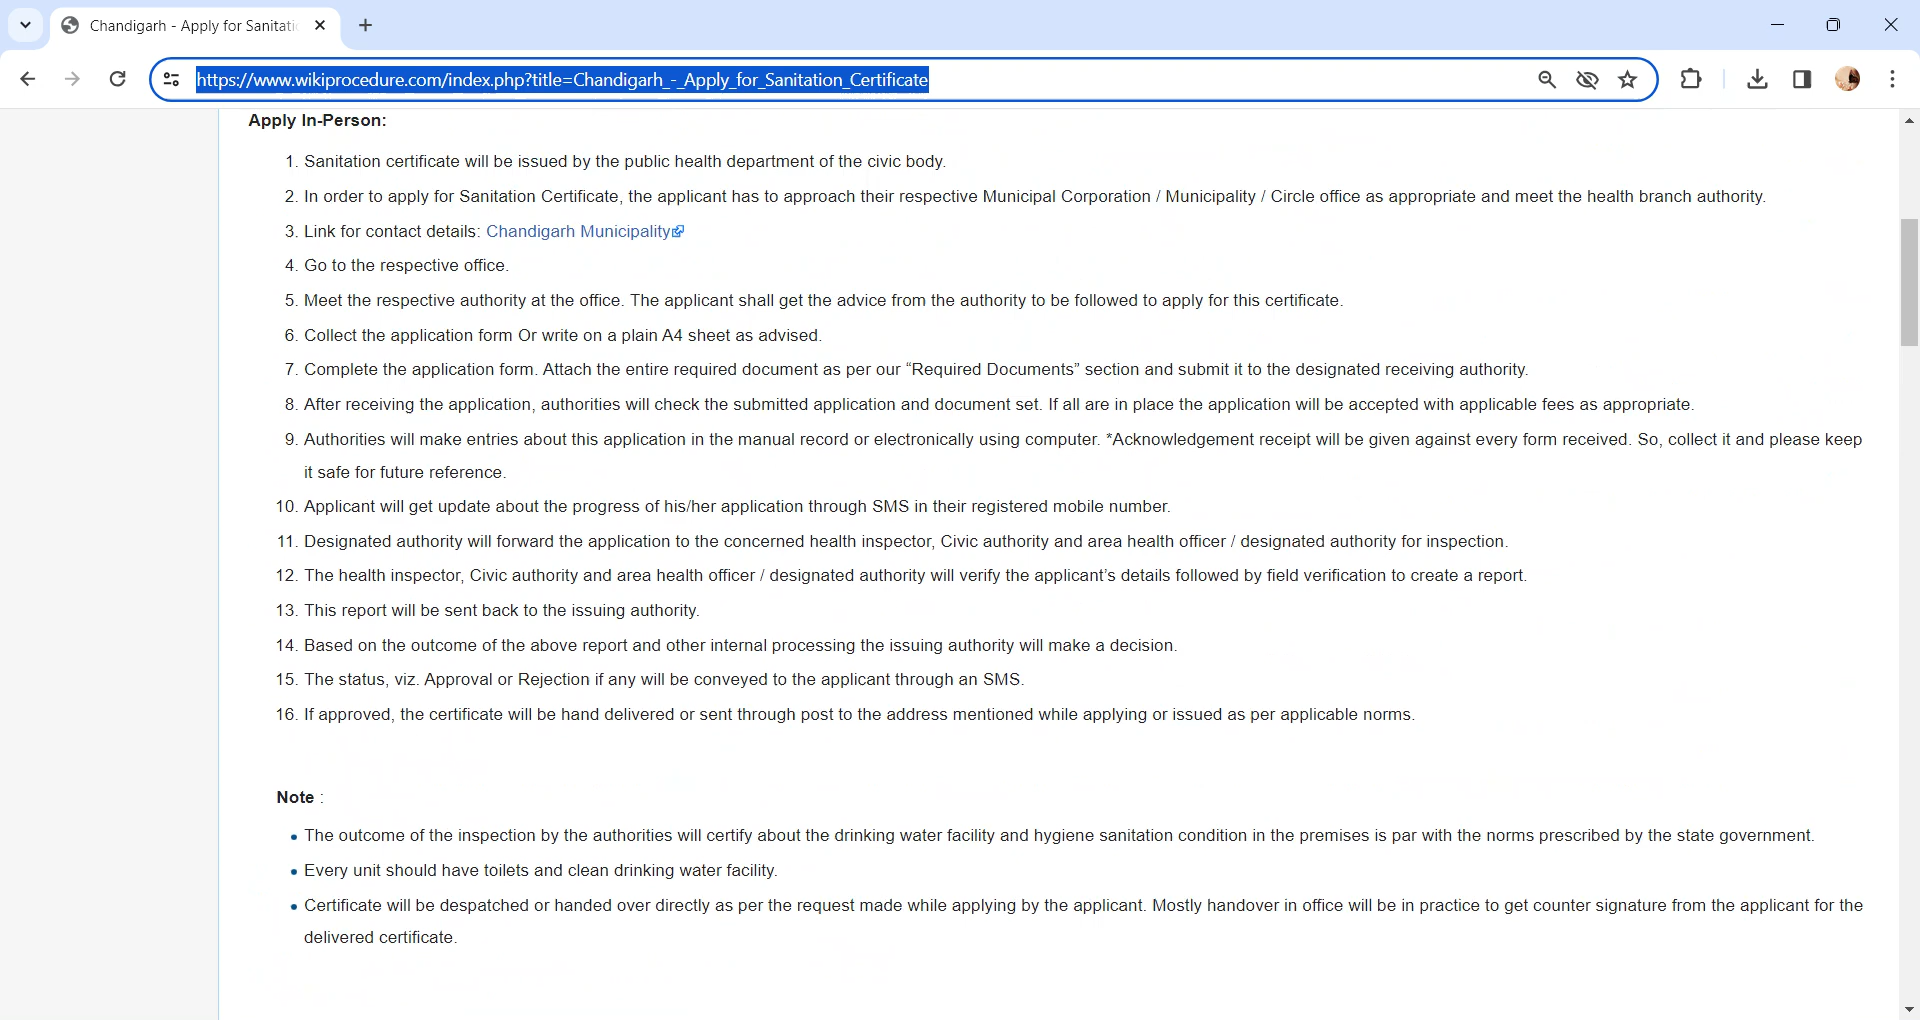 Chandigarh - Apply for Sanitati
https://www.wikiprocedure.com/index.php?title=Chandigarh_-_Apply_for_Sanitation_Certificate
Apply In-Person:
1. Sanitation certificate will be issued by the public health department of the civic body.
2. In order to apply for Sanitation Certificate, the applicant has to approach their respective Municipal Corporation / Municipality / Circle office as appropriate and meet the health branch authority.
3. Link for contact details: Chandigarh Municipality
4. Go to the respective office.
5. Meet the respective authority at the office. The applicant shall get the advice from the authority to be followed to apply for this certificate.
6. Collect the application form Or write on a plain A4 sheet as advised.
7. Complete the application form. Attach the entire required document as per our “Required Documents” section and submit it to the designated receiving authority.
8. After receiving the application, authorities will check the submitted application and document set. If all are in place the application will be accepted with applicable fees as appropriate.
9. Authorities will make entries about this application in the manual record or electronically using computer. *Acknowledgement receipt will be given against every form received. So, collect it and please keep
it safe for future reference.
10. Applicant will get update about the progress of his/her application through SMS in their registered mobile number.
11. Designated authority will forward the application to the concerned health inspector, Civic authority and area health officer / designated authority for inspection.
12. The health inspector, Civic authority and area health officer / designated authority will verify the applicant’s details followed by field verification to create a report.
13. This report will be sent back to the issuing authority.
14. Based on the outcome of the above report and other internal processing the issuing authority will make a decision.
15. The status, viz. Approval or Rejection if any will be conveyed to the applicant through an SMS.
16. If approved, the certificate will be hand delivered or sent through post to the address mentioned while applying or issued as per applicable norms.
Note :
• The outcome of the inspection by the authorities will certify about the drinking water facility and hygiene sanitation condition in the premises is par with the norms prescribed by the state government.
• Every unit should have toilets and clean drinking water facility.
• Certificate will be despatched or handed over directly as per the request made while applying by the applicant. Mostly handover in office will be in practice to get counter signature from the applicant for the
delivered certificate.